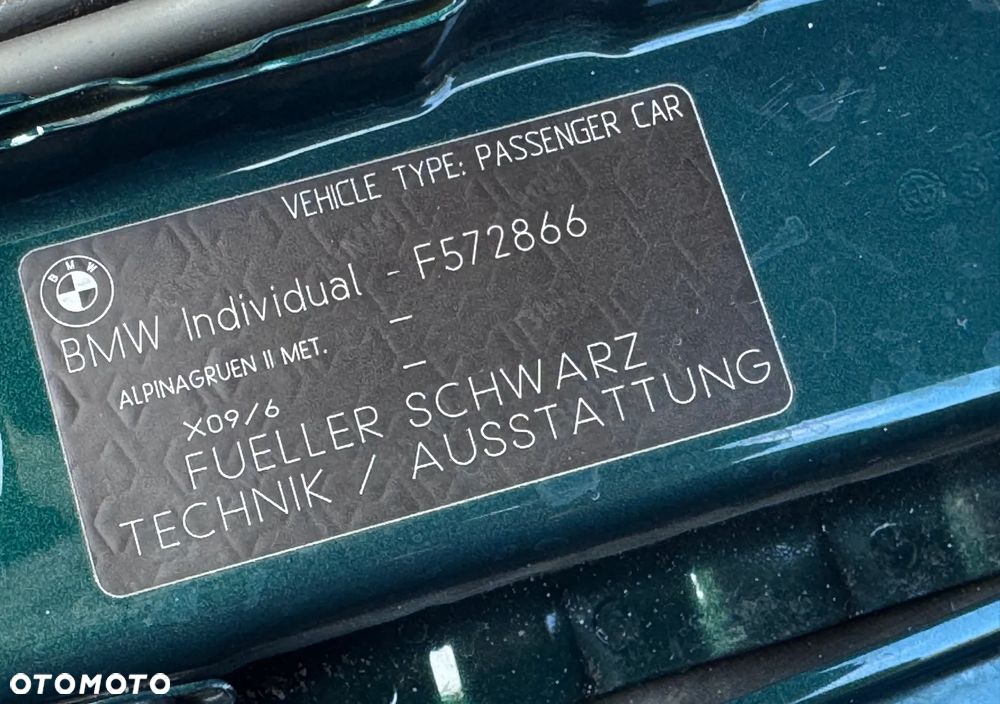 VEHICLE TYPE: PASSENGER CAR
BMW
BMW Individual - F572866
ALPINAGRUEN II MET. -
X09/6 -
FUELLER SCHWARZ
TECHNIK / AUSSTATTUNG
OTOMOTO